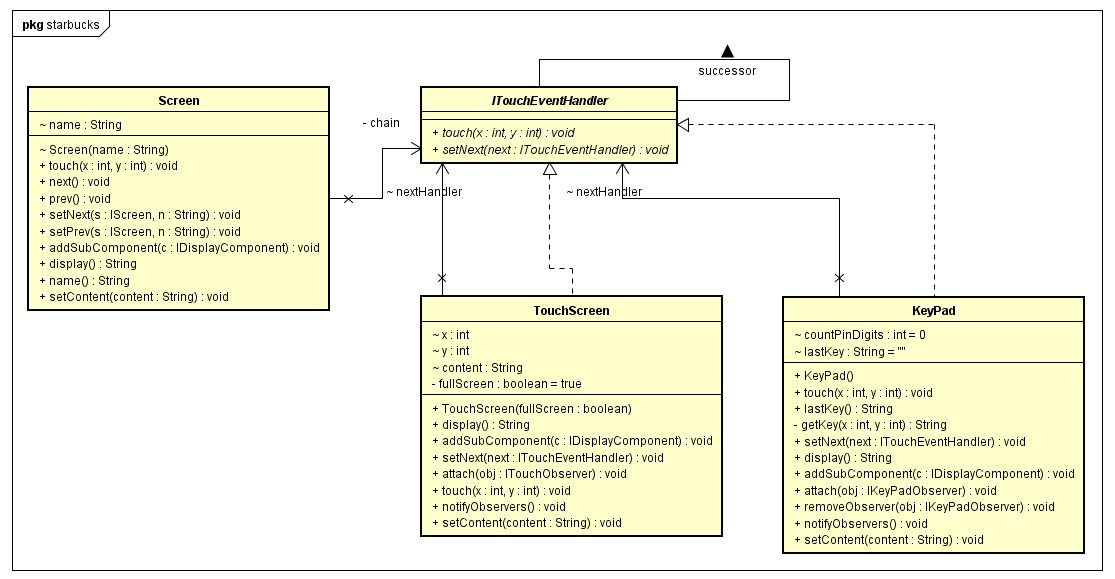 pkg starbucks
successor
Screen
~ name : String
~ Screen(name : String)
+ touch(x : int, y : int) : void
+ next() : void
+ prev() : void
+ setNext(s : IScreen, n : String) : void
+ setPrev(s : IScreen, n : String) : void
+ addSubComponent(c : IDisplayComponent) : void
+ display() : String
+ name() : String
+ setContent(content : String) : void
- chain
ITouchEventHandler
+ touch(x : int, y : int) : void
+ setNext(next : ITouchEventHandler) : void
~ nextHandler
~ nextHandler
TouchScreen
~ x : int
~ y : int
~ content : String
- fullScreen : boolean = true
+ TouchScreen(fullScreen : boolean)
+ display() : String
+ addSubComponent(c : IDisplayComponent) : void
+ setNext(next : ITouchEventHandler) : void
+ attach(obj : ITouchObserver) : void
+ touch(x : int, y : int) : void
+ notifyObservers() : void
+ setContent(content : String) : void
KeyPad
~ countPinDigits : int = 0
~ lastKey : String = ""
+ KeyPad()
+ touch(x : int, y : int) : void
+ lastKey() : String
- getKey(x : int, y : int) : String
+ setNext(next : ITouchEventHandler) : void
+ display() : String
+ addSubComponent(c : IDisplayComponent) : void
+ attach(obj : IKeyPadObserver) : void
+ removeObserver(obj : IKeyPadObserver) : void
+ notifyObservers() : void
+ setContent(content : String) : void